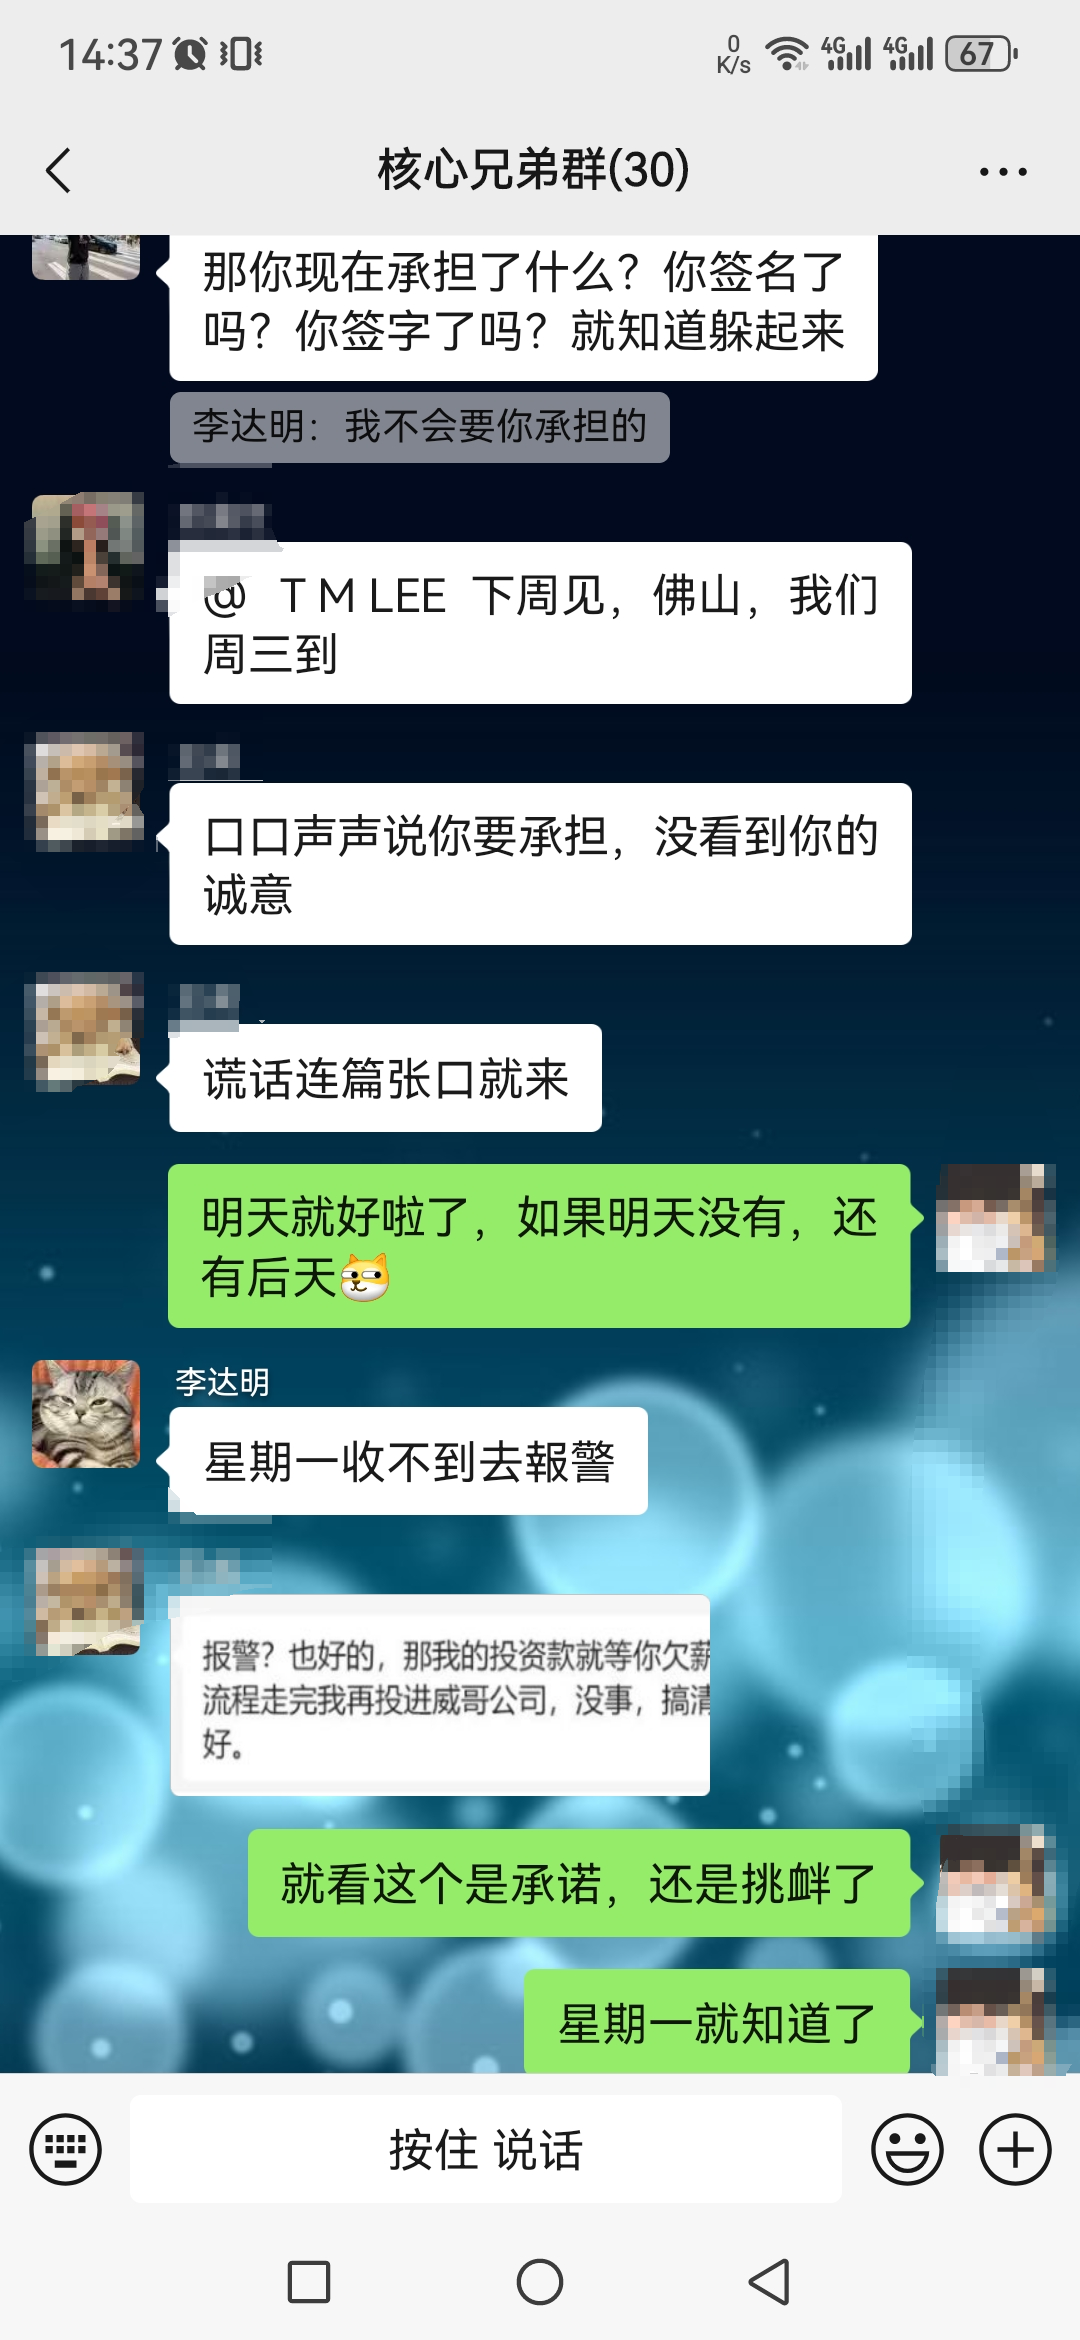 14:37
0
K/s
4G
4G
67
核心兄弟群(30)
那你现在承担了什么？你签名了
吗？你签字了吗？就知道躲起来
李达明：我不会要你承担的
@ T M LEE 下周见，佛山，我们
周三到
口口声声说你要承担，没看到你的
诚意
谎话连篇张口就来
明天就好啦了，如果明天没有，还
有后天
李达明
星期一收不到去報警
报警？也好的，那我的投资款就等你欠薪
流程走完我再投进威哥公司，没事，搞清
好。
就看这个是承诺，还是挑衅了
星期一就知道了
按住 说话